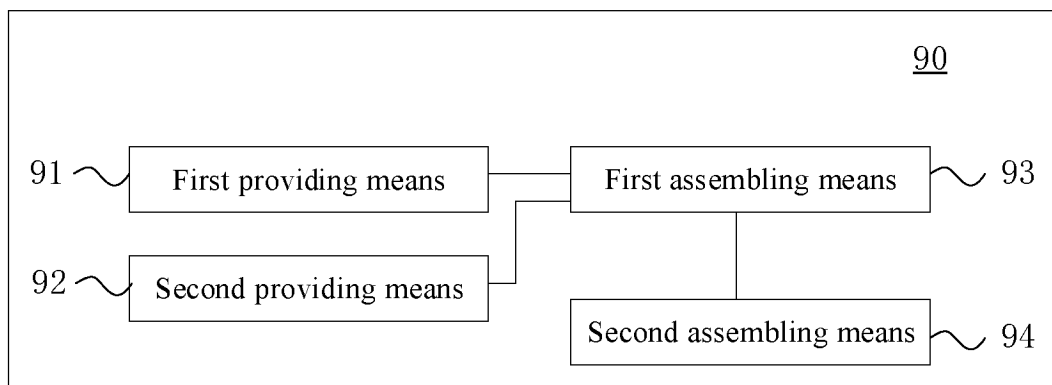 90
91 First providing means
First assembling means 93
92 Second providing means
Second assembling means 94